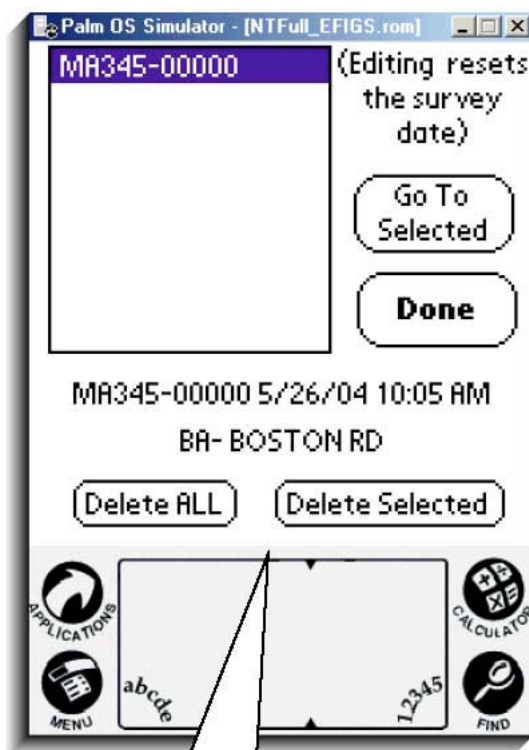 Palm OS Simulator - [NTFull_EFIGS.rom]
MA345-00000
(Editing resets
the survey
date)
Go To
Selected
Done
MA345-00000 5/26/04 10:05 AM
BA- BOSTON RD
Delete ALL
Delete Selected
APPLICATIONS
CALCULATOR
MENU
abcde
12345
FIND